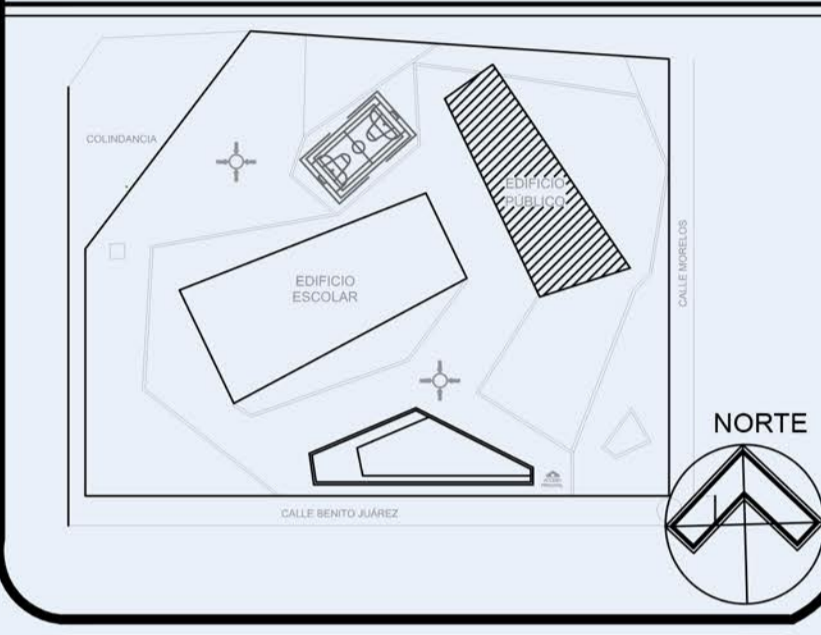 COLINDANCIA
EDIFICIO
PÚBLICO
EDIFICIO
ESCOLAR
CALLE MORELOS
NORTE
CALLE BENITO JUÁREZ